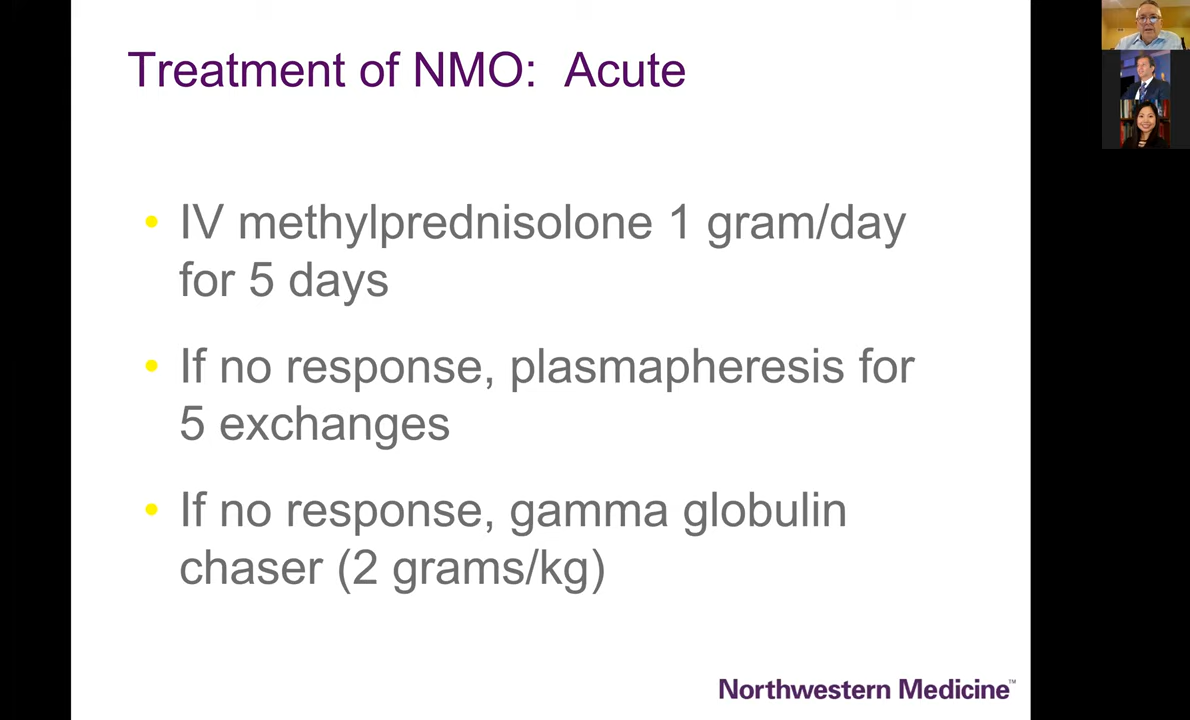 Treatment of NMO:  Acute
• IV methylprednisolone 1 gram/day
for 5 days
• If no response, plasmapheresis for
5 exchanges
• If no response, gamma globulin
chaser (2 grams/kg)
Northwestern Medicine™